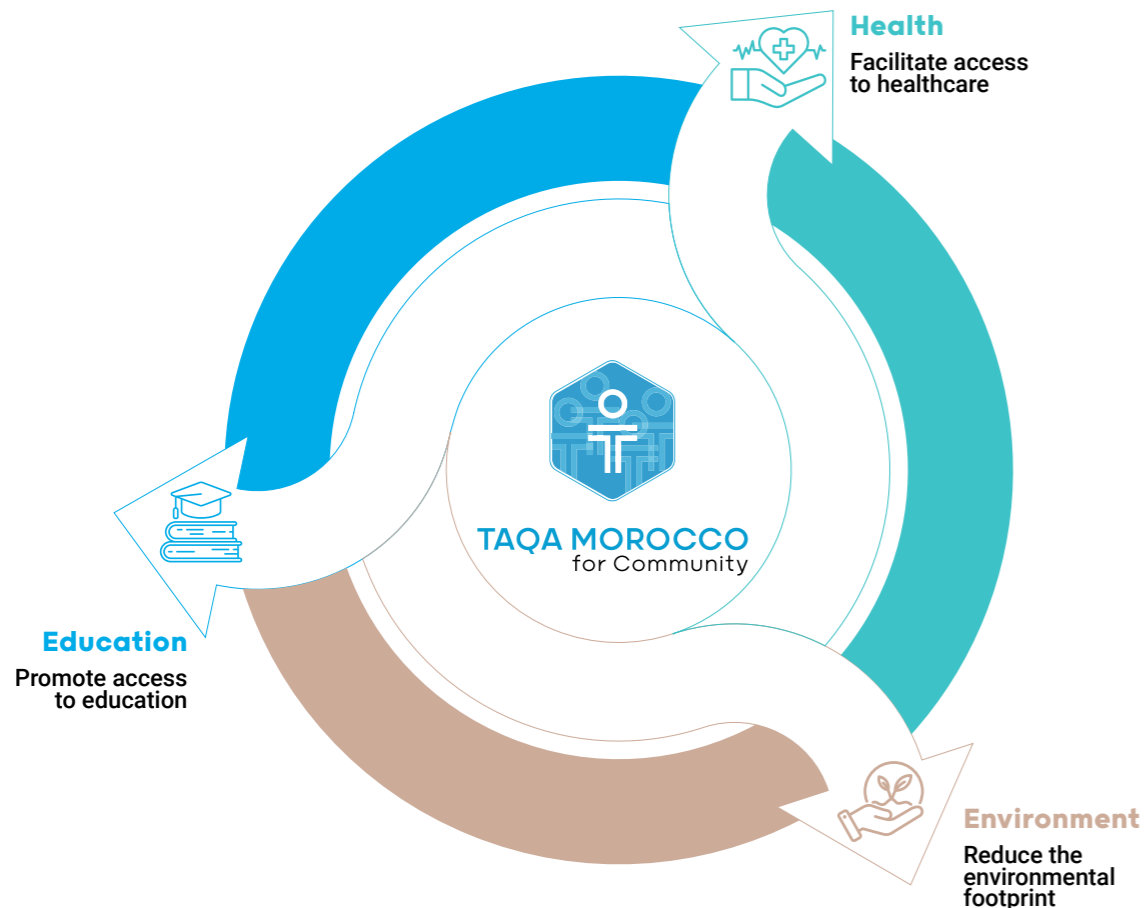 Health
Facilitate access
to healthcare
TAQA MOROCCO
for Community
Education
Promote access
to education
Environment
Reduce the
environmental
footprint